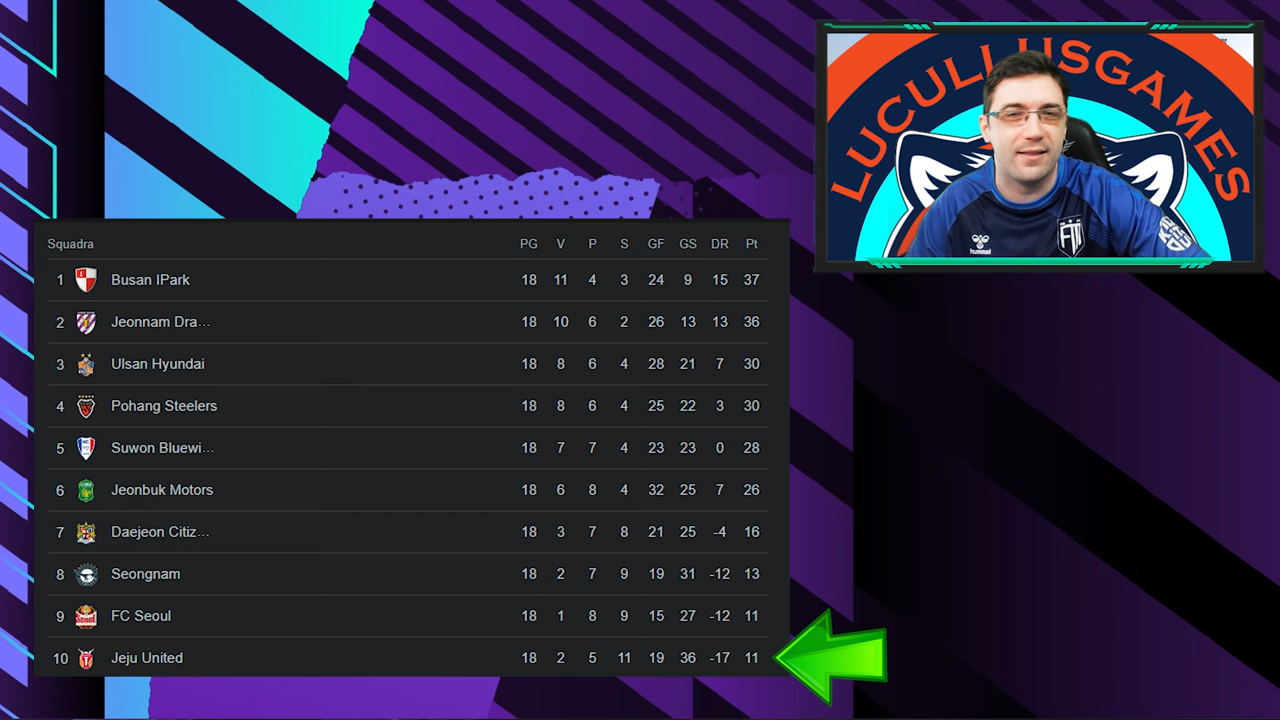 LUCULLUSGAMES
hummel
FM
Squadra PG V P S GF GS DR Pt
1 Busan IPark 18 11 4 3 24 9 15 37
2 Jeonnam Dra... 18 10 6 2 26 13 13 36
3 Ulsan Hyundai 18 8 6 4 28 21 7 30
4 Pohang Steelers 18 8 6 4 25 22 3 30
5 Suwon Bluewi... 18 7 7 4 23 23 0 28
6 Jeonbuk Motors 18 6 8 4 32 25 7 26
7 Daejeon Citiz... 18 3 7 8 21 25 -4 16
8 Seongnam 18 2 7 9 19 31 -12 13
9 FC Seoul 18 1 8 9 15 27 -12 11
10 Jeju United 18 2 5 11 19 36 -17 11